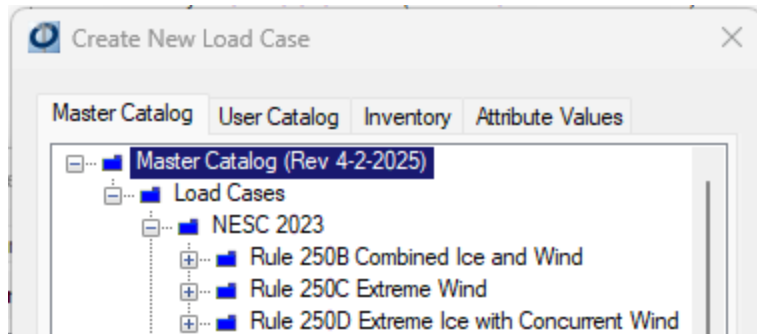 Create New Load Case
Master Catalog User Catalog Inventory Attribute Values
Master Catalog (Rev 4-2-2025)
Load Cases
NESC 2023
Rule 250B Combined Ice and Wind
Rule 250C Extreme Wind
Rule 250D Extreme Ice with Concurrent Wind